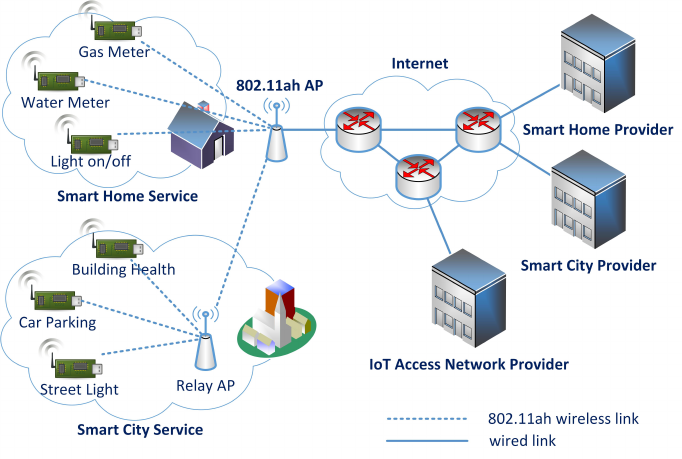 Gas Meter
802.11ah AP
Internet
Water Meter
Smart Home Provider
Light on/off
Smart Home Service
Building Health
Smart City Provider
Car Parking
IoT Access Network Provider
Street Light
Relay AP
Smart City Service
802.11ah wireless link
wired link